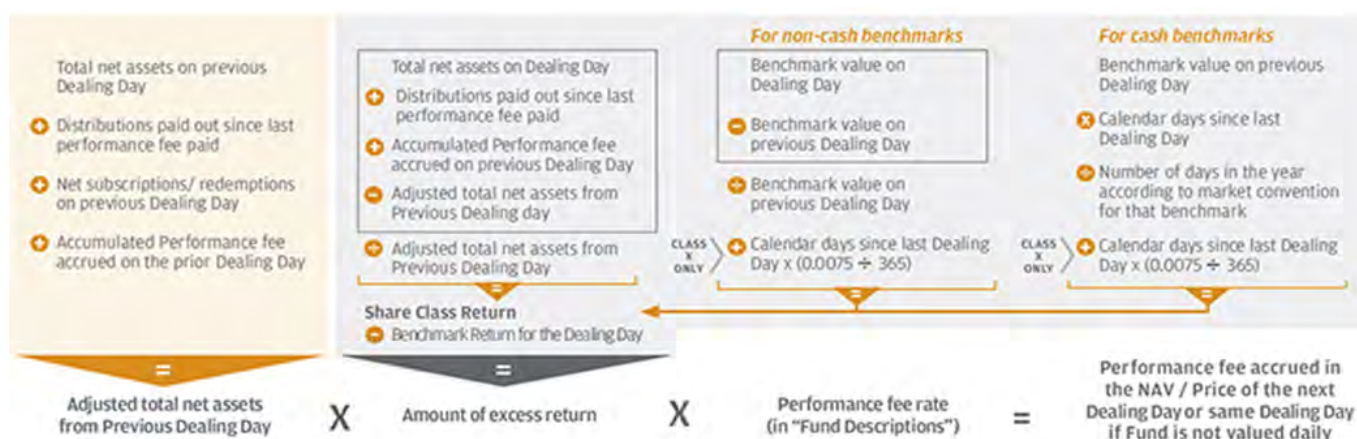 Total net assets on previous
Dealing Day
+ Distributions paid out since last
performance fee paid
+ Net subscriptions/ redemptions
on previous Dealing Day
+ Accumulated Performance fee
accrued on the prior Dealing Day
=
Adjusted total net assets
from Previous Dealing Day
X
Total net assets on Dealing Day
+ Distributions paid out since last
performance fee paid
+ Accumulated Performance fee
accrued on previous Dealing Day
− Adjusted total net assets from
Previous Dealing day
÷ Adjusted total net assets from
Previous Dealing Day
=
Share Class Return
− Benchmark Return for the Dealing Day
=
Amount of excess return
X
For non-cash benchmarks
Benchmark value on
Dealing Day
− Benchmark value on
previous Dealing Day
÷ Benchmark value on
previous Dealing Day
CLASS
X
ONLY
+ Calendar days since last Dealing
Day x (0.0075 ÷ 365)
=
For cash benchmarks
Benchmark value on previous
Dealing Day
x Calendar days since last
Dealing Day
÷ Number of days in the year
according to market convention
for that benchmark
CLASS
X
ONLY
+ Calendar days since last Dealing
Day x (0.0075 ÷ 365)
=
Performance fee rate
(in “Fund Descriptions”)
=
Performance fee accrued in
the NAV / Price of the next
Dealing Day or same Dealing Day
if Fund is not valued daily